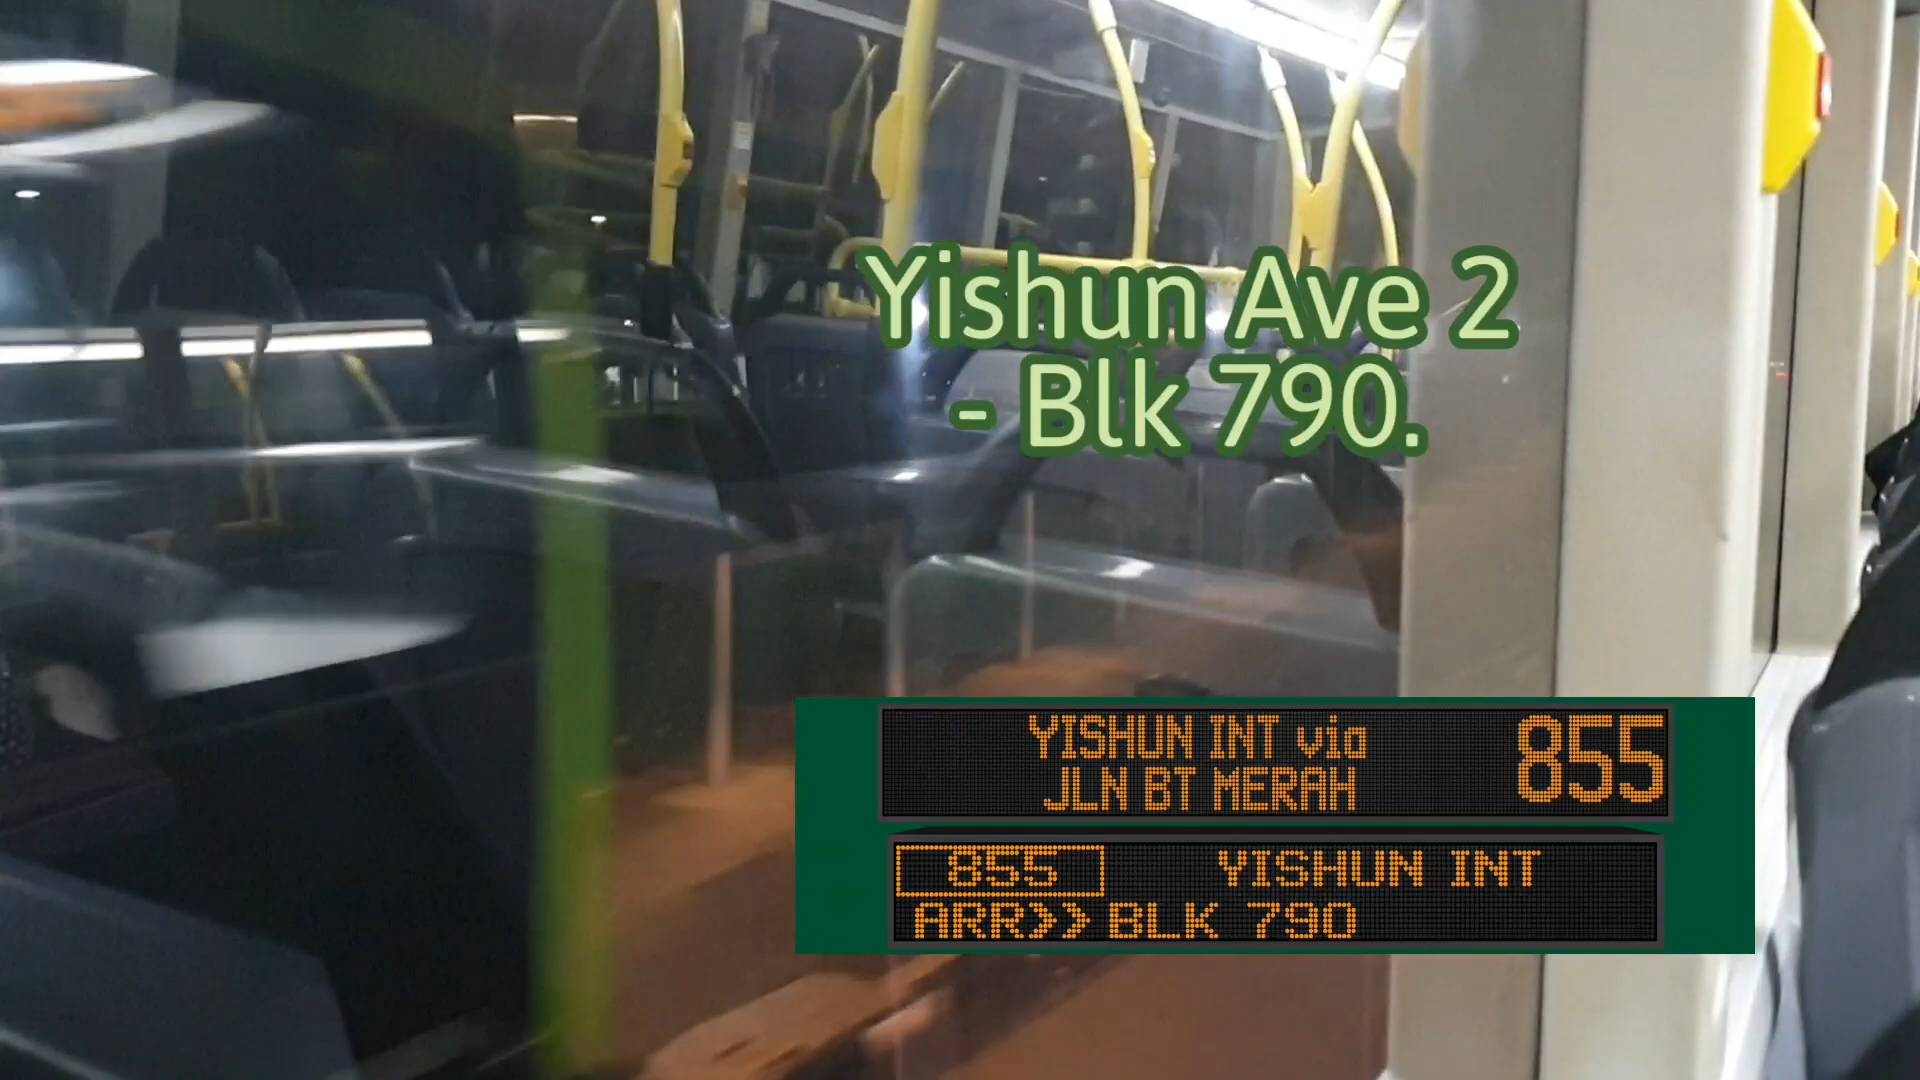 Yishun Ave 2
- Blk 790.
YISHUN INT via
JLN BT MERAH
855
855 YISHUN INT
ARR>>BLK 790